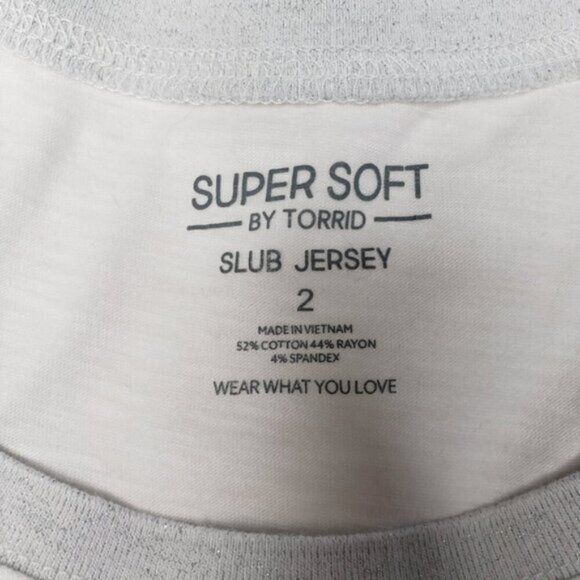 SUPER SOFT
BY TORRID
SLUB JERSEY
2
MADE IN VIETNAM
52% COTTON 44% RAYON
4% SPANDEX
WEAR WHAT YOU LOVE